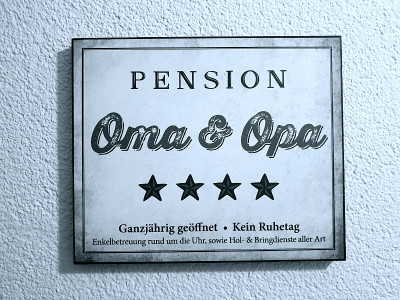 PENSION
Oma & Opa
Ganzjährig geöffnet • Kein Ruhetag
Enkelbetreuung rund um die Uhr, sowie Hol- & Bringdienste aller Art